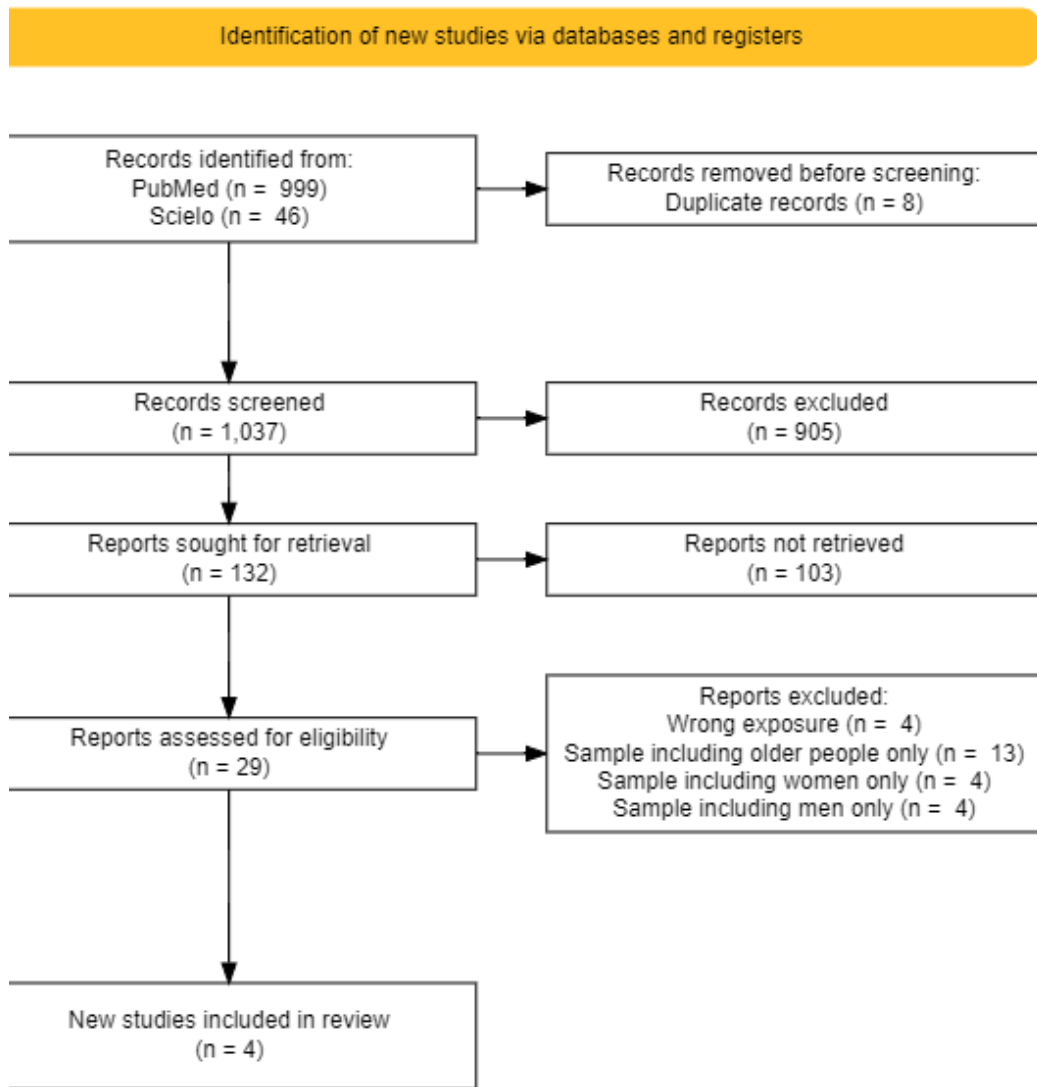 Identification of new studies via databases and registers
Records identified from:
PubMed (n = 999)
Scielo (n = 46)
Records removed before screening:
Duplicate records (n = 8)
Records screened
(n = 1,037)
Records excluded
(n = 905)
Reports sought for retrieval
(n = 132)
Reports not retrieved
(n = 103)
Reports assessed for eligibility
(n = 29)
Reports excluded:
Wrong exposure (n = 4)
Sample including older people only (n = 13)
Sample including women only (n = 4)
Sample including men only (n = 4)
New studies included in review
(n = 4)